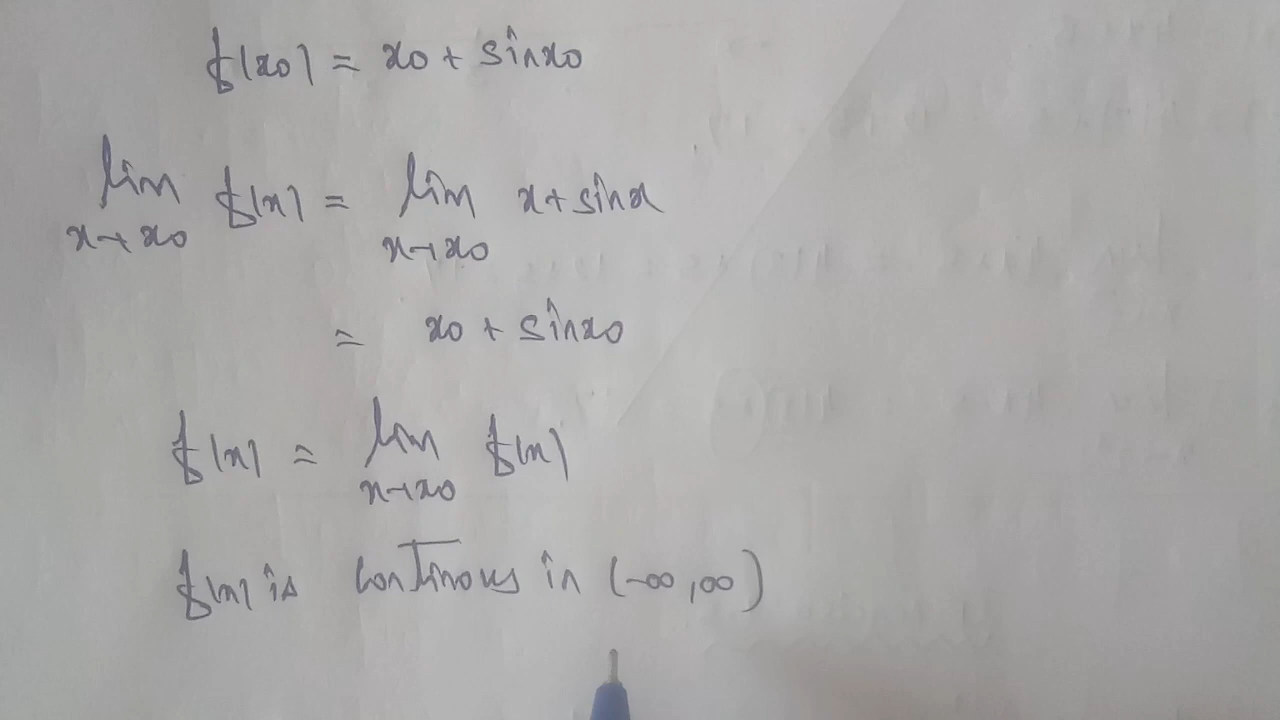 f(x0) = x0 + sinx0
lim f(x) = lim x + sinx
x→x0 x→x0
= x0 + sinx0
f(x) = lim f(x)
x→x0
f(x) is continous in (-∞,∞)